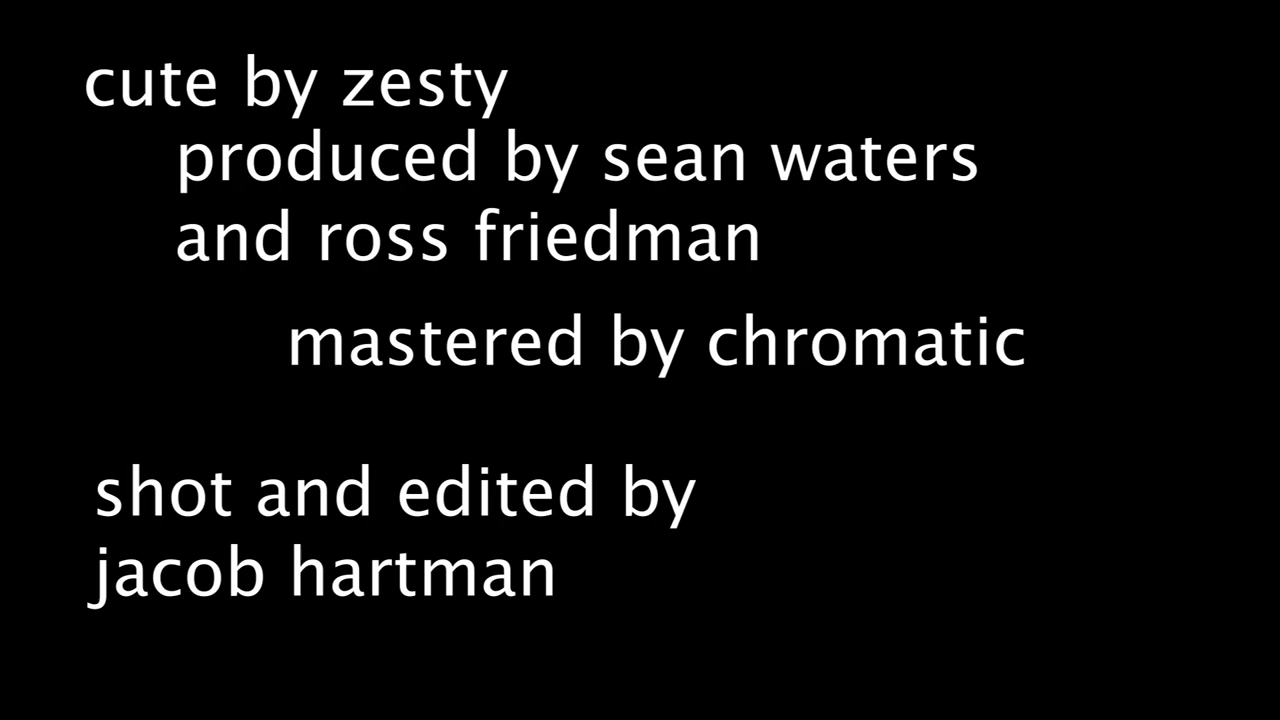 cute by zesty
produced by sean waters
and ross friedman
mastered by chromatic
shot and edited by
jacob hartman